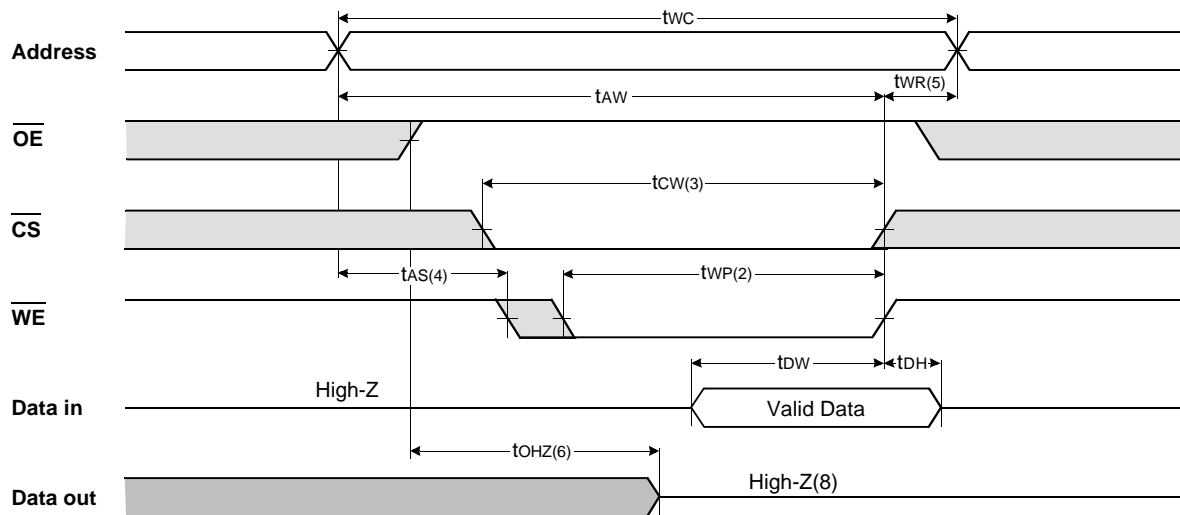 tWC
Address
tWR(5)
tAW
OE
tCW(3)
CS
tAS(4)
tWP(2)
WE
tDW
tDH
High-Z
Data in
Valid Data
tOHZ(6)
High-Z(8)
Data out